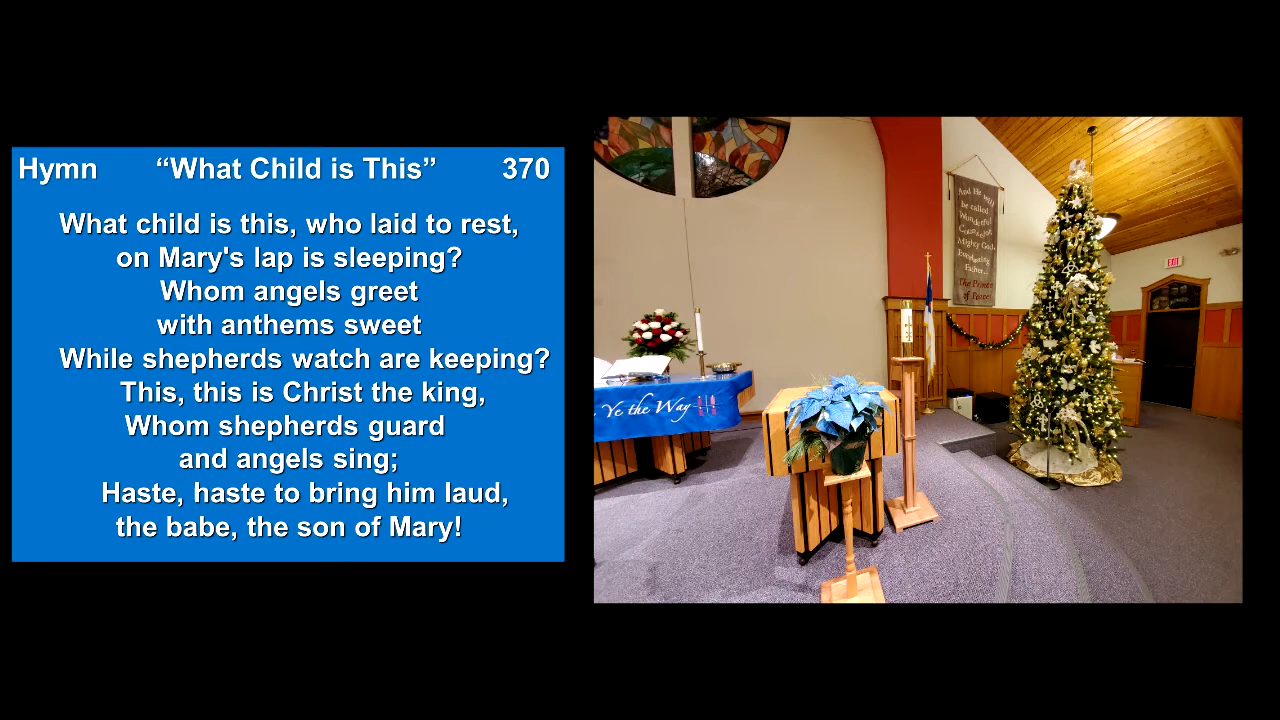 Hymn “What Child is This” 370
What child is this, who laid to rest,
on Mary's lap is sleeping?
Whom angels greet
with anthems sweet
While shepherds watch are keeping?
This, this is Christ the king,
Whom shepherds guard
and angels sing;
Haste, haste to bring him laud,
the babe, the son of Mary!
Ye the Way
And He will
be called
Wonderful
Counselor
Mighty God,
Everlasting
Father...
The Prince
of Peace
EXIT